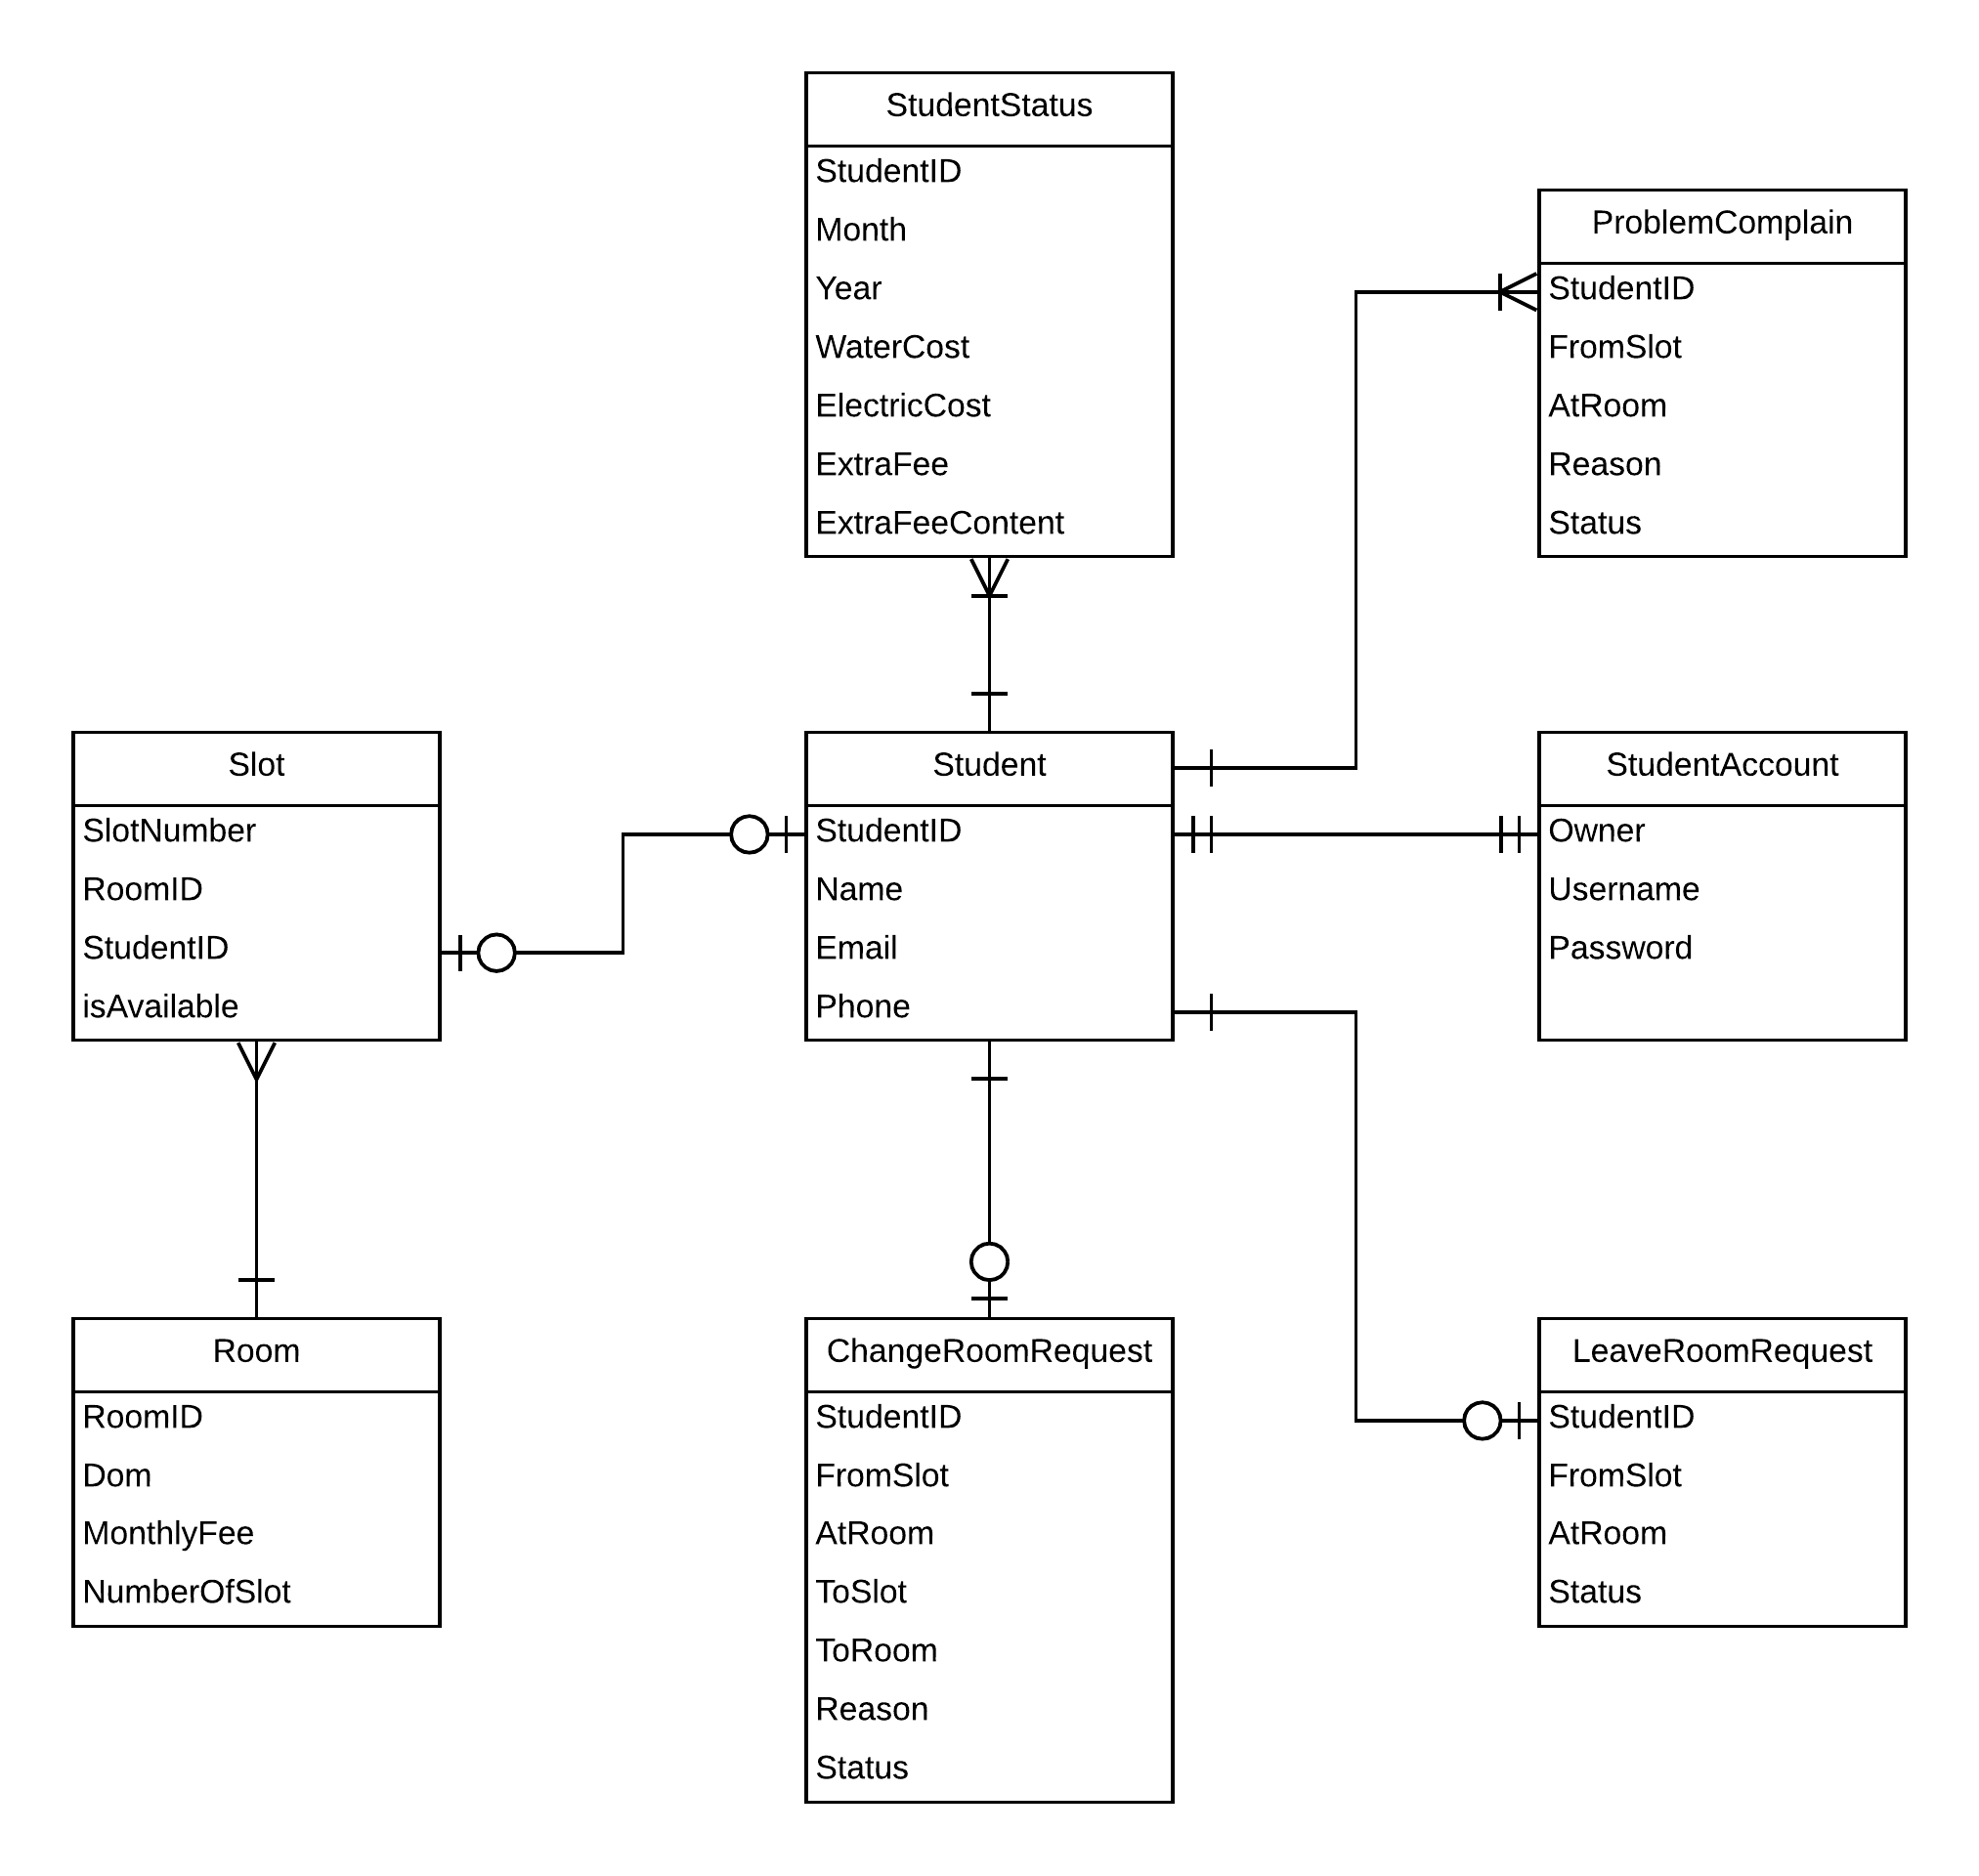 StudentStatus
StudentID
Month
Year
WaterCost
ElectricCost
ExtraFee
ExtraFeeContent
ProblemComplain
StudentID
FromSlot
AtRoom
Reason
Status
Slot
SlotNumber
RoomID
StudentID
isAvailable
Student
StudentID
Name
Email
Phone
StudentAccount
Owner
Username
Password
Room
RoomID
Dom
MonthlyFee
NumberOfSlot
ChangeRoomRequest
StudentID
FromSlot
AtRoom
ToSlot
ToRoom
Reason
Status
LeaveRoomRequest
StudentID
FromSlot
AtRoom
Status